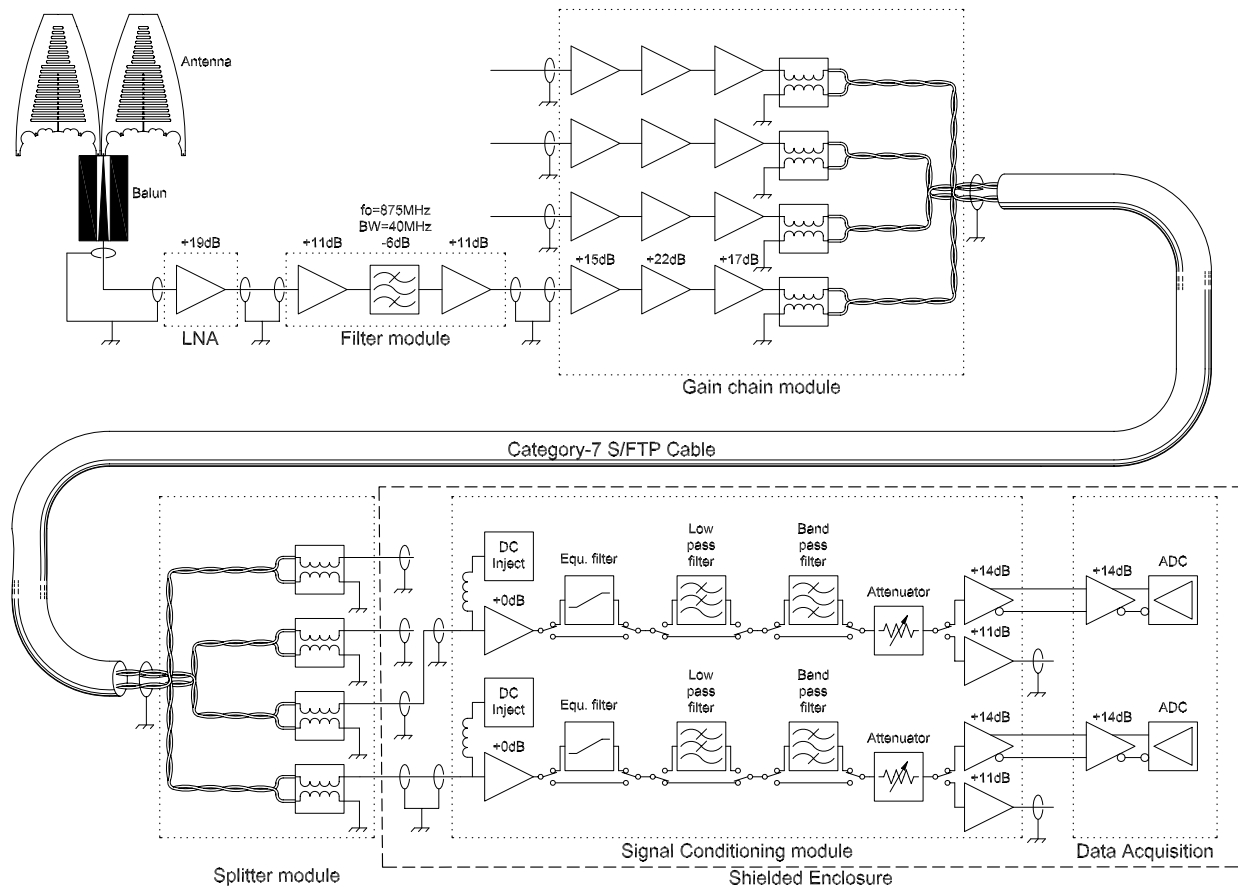 Antenna
Balun
fo=875MHz
BW=40MHz
+19dB
+11dB
-6dB
+11dB
+15dB
+22dB
+17dB
LNA
Filter module
Gain chain module
Category-7 S/FTP Cable
DC
Inject
Equ. filter
Low
pass
filter
Band
pass
filter
Attenuator
+0dB
+14dB
+11dB
+14dB
ADC
DC
Inject
Equ. filter
Low
pass
filter
Band
pass
filter
Attenuator
+0dB
+14dB
+11dB
+14dB
ADC
Splitter module
Signal Conditioning module
Data Acquisition
Shielded Enclosure